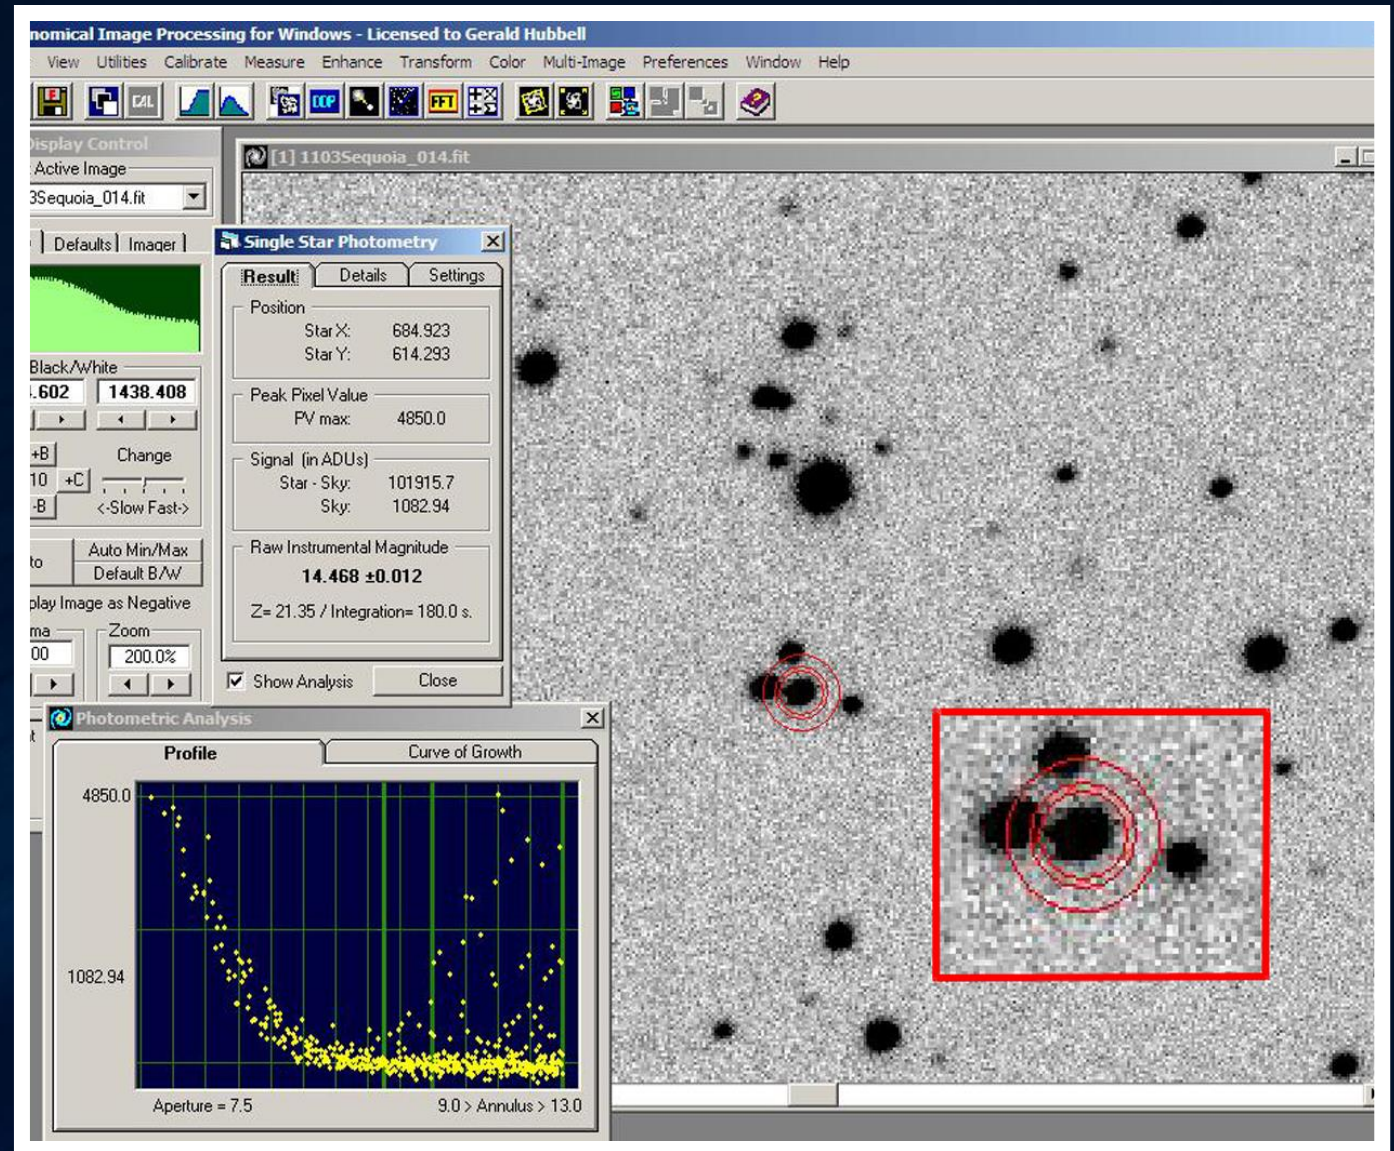 nomical Image Processing for Windows - Licensed to Gerald Hubbell
View Utilities Calibrate Measure Enhance Transform Color Multi-Image Preferences Window Help
CAL DDP FFT
Display Control
Active Image
3Sequoia_014.fit
Defaults Imager
Black/White
.602 1438.408
+B Change
10 +C
-B <-Slow Fast->
to Auto Min/Max
Default B/W
play Image as Negative
ma Zoom
00 200.0%
[1] 1103Sequoia_014.fit
Single Star Photometry
Result Details Settings
Position
Star X: 684.923
Star Y: 614.293
Peak Pixel Value
PV max: 4850.0
Signal (in ADUs)
Star - Sky: 101915.7
Sky: 1082.94
Raw Instrumental Magnitude
14.468 ±0.012
Z= 21.35 / Integration= 180.0 s.
Show Analysis Close
Photometric Analysis
Profile Curve of Growth
4850.0
1082.94
Aperture = 7.5 9.0 > Annulus > 13.0